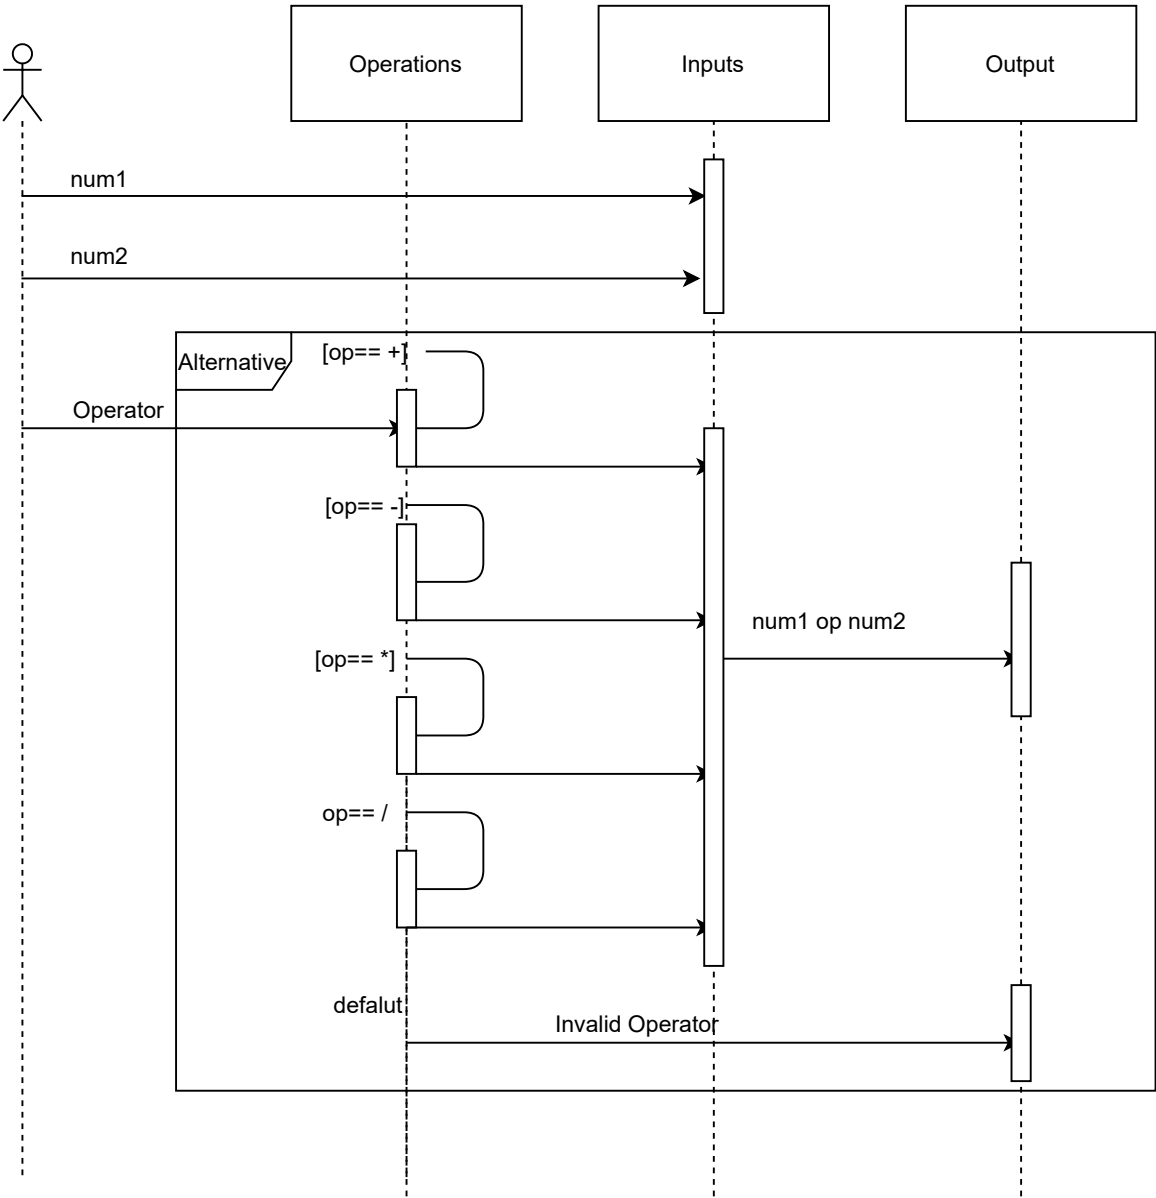 Operations
Inputs
Output
num1
num2
Alternative
[op== +]
Operator
[op== -]
num1 op num2
[op== *]
op== /
defalut
Invalid Operator